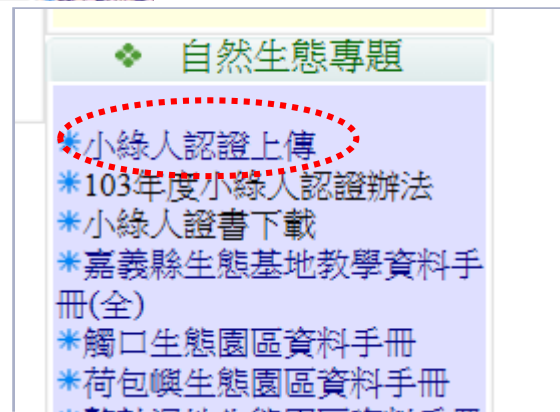 ❖ 自然生態專題
*小綠人認證上傳
*103年度小綠人認證辦法
*小綠人證書下載
*嘉義縣生態基地教學資料手
冊(全)
*觸口生態園區資料手冊
*荷包嶼生態園區資料手冊